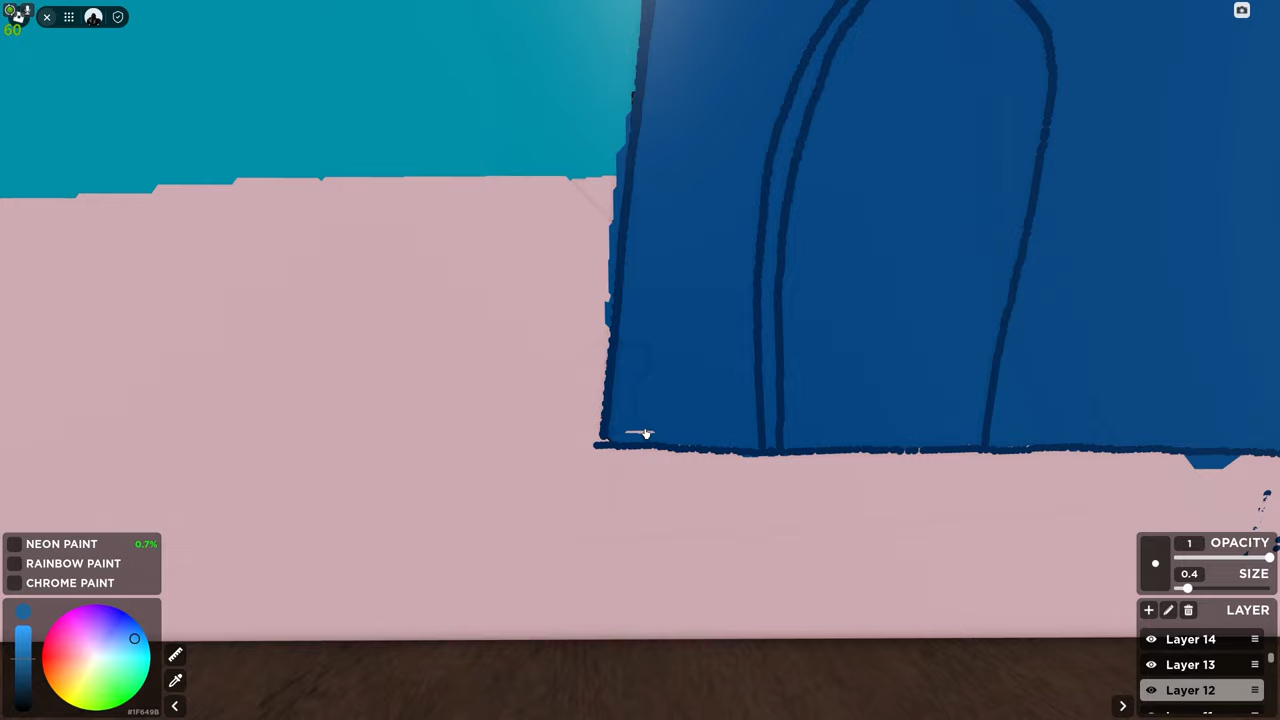 60
NEON PAINT 0.7%
RAINBOW PAINT
CHROME PAINT
#1F649B
1 OPACITY
0.4 SIZE
LAYER
Layer 14
Layer 13
Layer 12